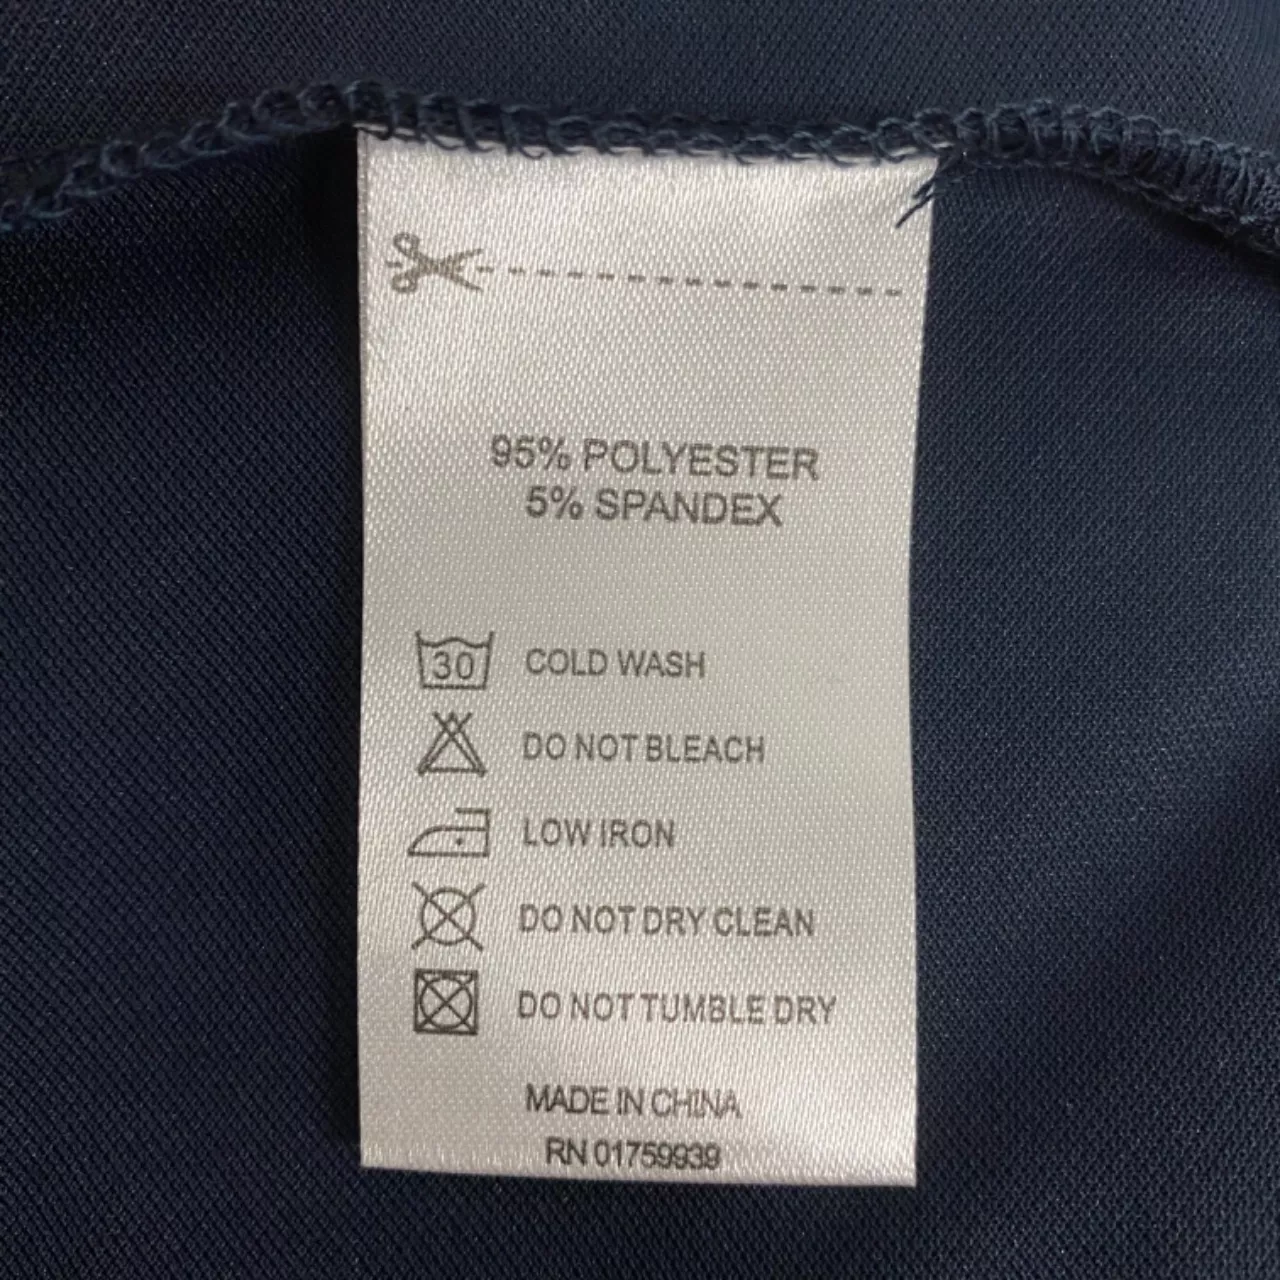 95% POLYESTER
5% SPANDEX
30 COLD WASH
DO NOT BLEACH
LOW IRON
DO NOT DRY CLEAN
DO NOT TUMBLE DRY
MADE IN CHINA
RN 01759939